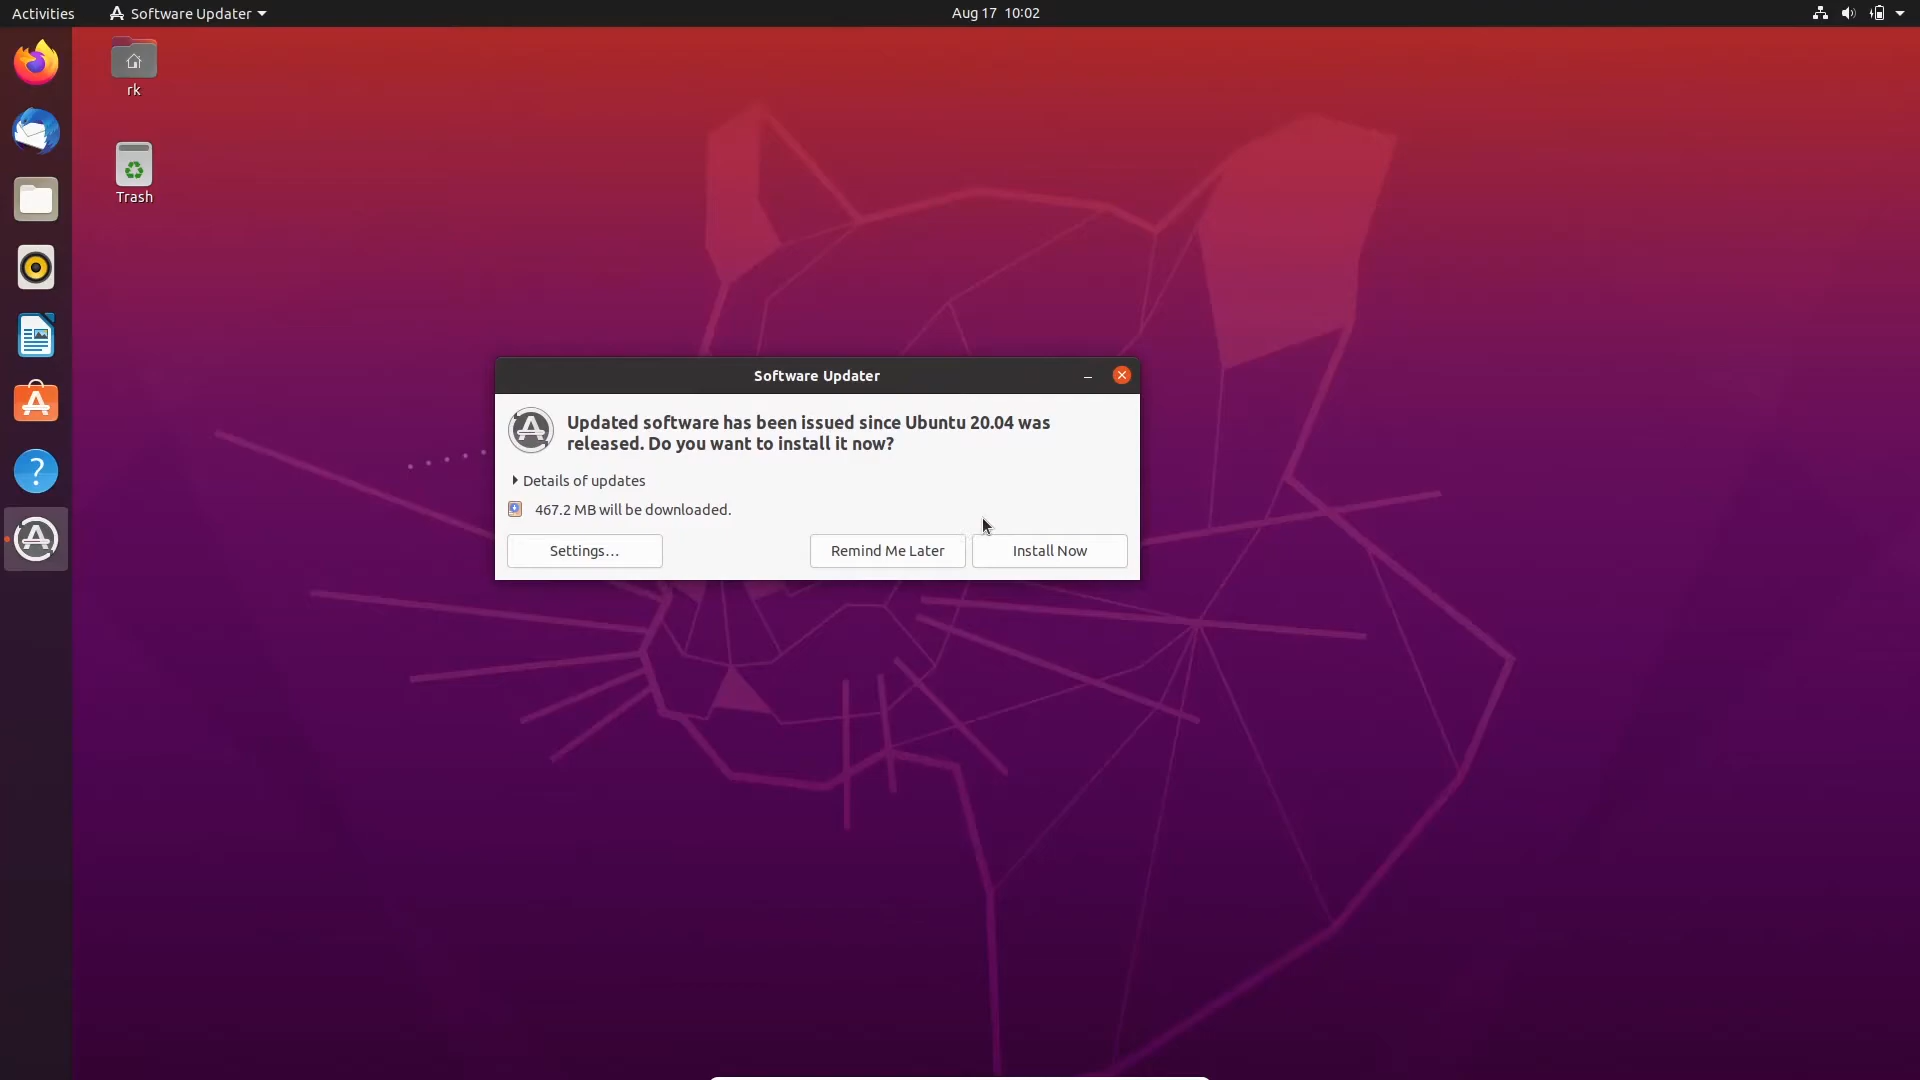 Activities
Software Updater
Aug 17 10:02
rk
Trash
Software Updater
Updated software has been issued since Ubuntu 20.04 was
released. Do you want to install it now?
Details of updates
467.2 MB will be downloaded.
Settings...
Remind Me Later
Install Now